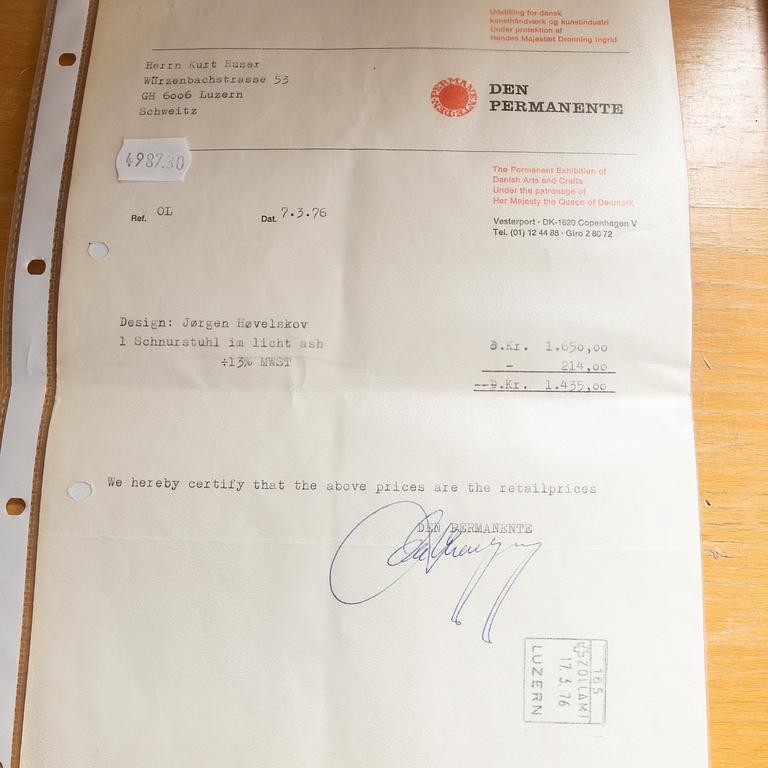 Udstilling for dansk
kunsthåndværk og kunstindustri
Under protektion af
Hendes Majestæt Dronning Ingrid
Herrn Kurt Huser
Würzenbachstrasse 53
GH 6006 Luzern
Schweitz
DEN
PERMANENTE
4987.30
The Permanent Exhibition of
Danish Arts and Crafts
Under the patronage of
Her Majesty the Queen of Denmark
Ref. OL Dat. 7.3.76
Vesterport · DK-1620 Copenhagen V
Tel. (01) 12 44 88 · Giro 2 80 72
Design: Jørgen Høvelskov
1 Schnurstuhl im licht ash D.Kr. 1.650,00
÷13% MWST - 214,00
--D.Kr. 1.435,00
We hereby certify that the above prices are the retailprices
DEN PERMANENTE
165
ZOLLAMT
17. 3. 76
LUZERN